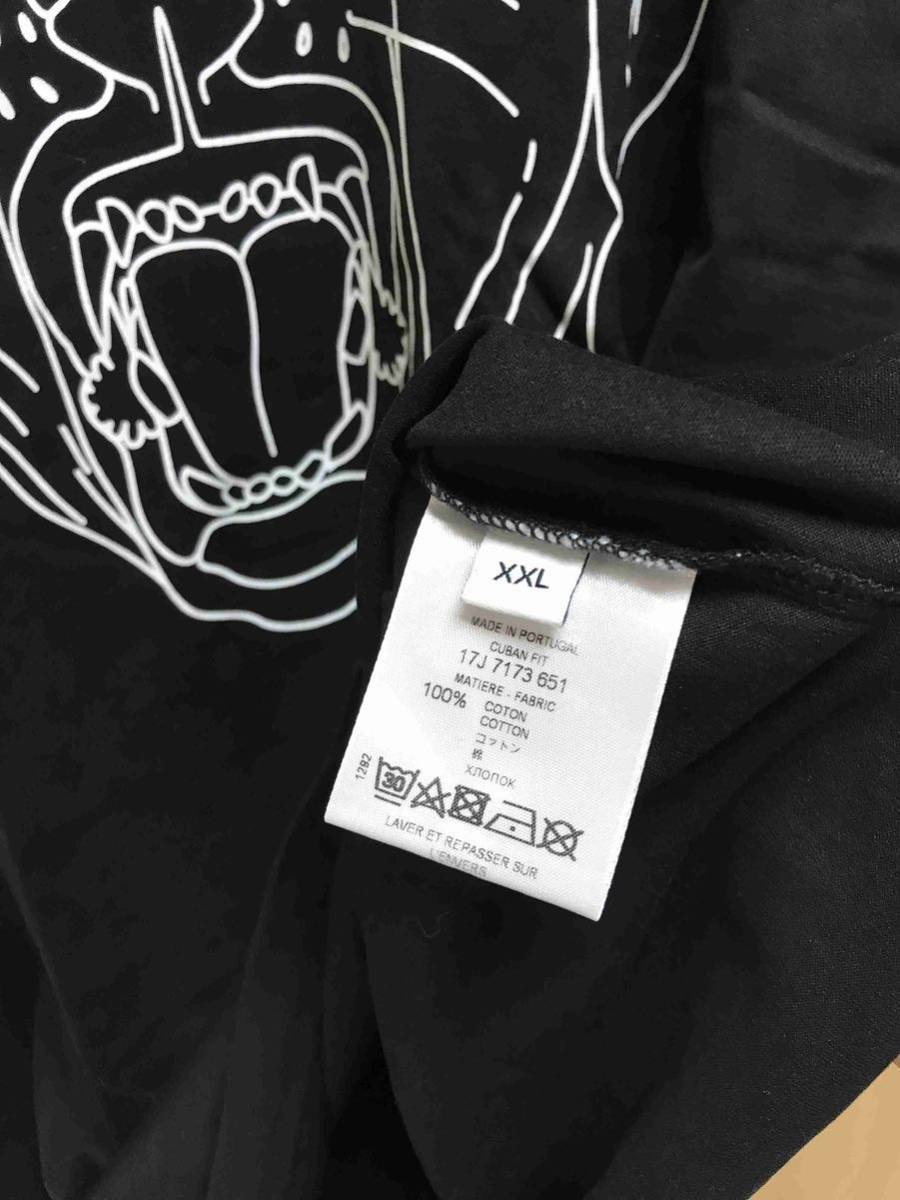 XXL
MADE IN PORTUGAL
CUBAN FIT
17J 7173 651
MATIERE - FABRIC
100% COTON
COTTON
コットン
棉
ХЛОПОК
1292
30
LAVER ET REPASSER SUR
L'ENVERS